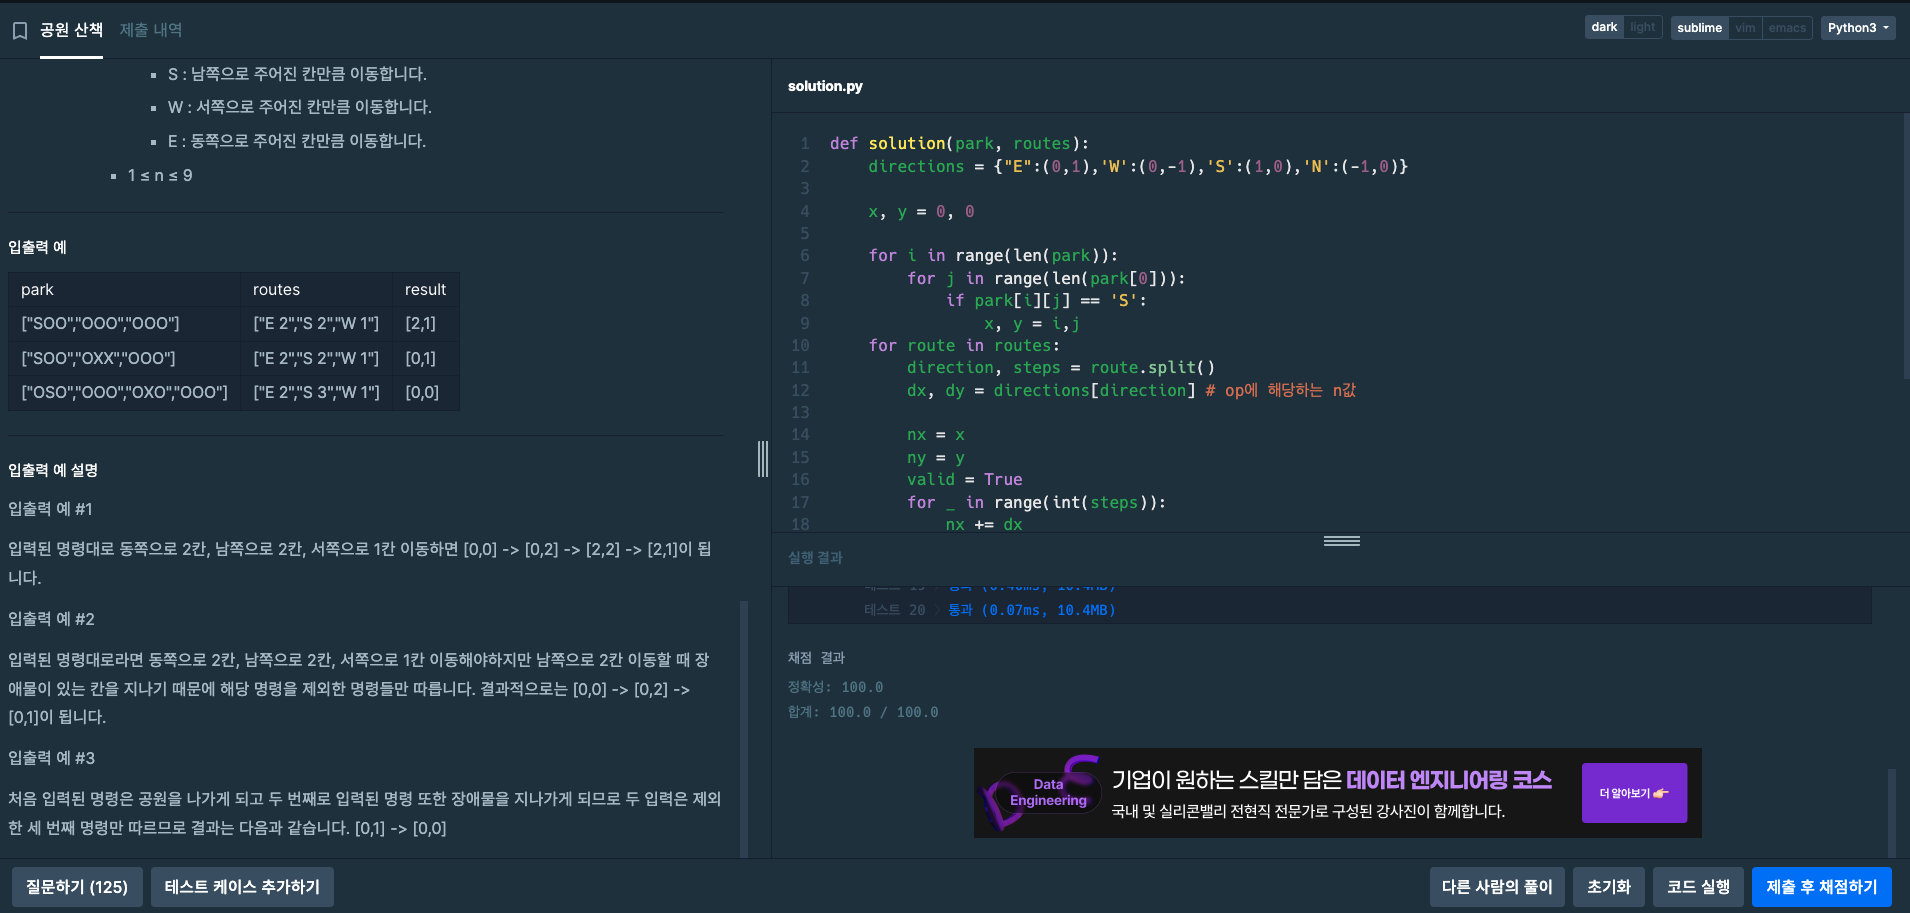 공원 산책 제출 내역
dark light sublime vim emacs Python3
S : 남쪽으로 주어진 칸만큼 이동합니다.
W : 서쪽으로 주어진 칸만큼 이동합니다.
E : 동쪽으로 주어진 칸만큼 이동합니다.
1 ≤ n ≤ 9
입출력 예
park routes result
["SOO","OOO","OOO"] ["E 2","S 2","W 1"] [2,1]
["SOO","OXX","OOO"] ["E 2","S 2","W 1"] [0,1]
["OSO","OOO","OXO","OOO"] ["E 2","S 3","W 1"] [0,0]
입출력 예 설명
입출력 예 #1
입력된 명령대로 동쪽으로 2칸, 남쪽으로 2칸, 서쪽으로 1칸 이동하면 [0,0] -> [0,2] -> [2,2] -> [2,1]이 됩
니다.
입출력 예 #2
입력된 명령대로라면 동쪽으로 2칸, 남쪽으로 2칸, 서쪽으로 1칸 이동해야하지만 남쪽으로 2칸 이동할 때 장
애물이 있는 칸을 지나기 때문에 해당 명령을 제외한 명령들만 따릅니다. 결과적으로는 [0,0] -> [0,2] ->
[0,1]이 됩니다.
입출력 예 #3
처음 입력된 명령은 공원을 나가게 되고 두 번째로 입력된 명령 또한 장애물을 지나가게 되므로 두 입력은 제외
한 세 번째 명령만 따르므로 결과는 다음과 같습니다. [0,1] -> [0,0]
solution.py
1 def solution(park, routes):
2 directions = {"E":(0,1),'W':(0,-1),'S':(1,0),'N':(-1,0)}
3
4 x, y = 0, 0
5
6 for i in range(len(park)):
7 for j in range(len(park[0])):
8 if park[i][j] == 'S':
9 x, y = i,j
10 for route in routes:
11 direction, steps = route.split()
12 dx, dy = directions[direction] # op에 해당하는 n값
13
14 nx = x
15 ny = y
16 valid = True
17 for _ in range(int(steps)):
18 nx += dx
실행 결과
테스트 19 › 통과 (0.40ms, 10.4MB)
테스트 20 › 통과 (0.07ms, 10.4MB)
채점 결과
정확성: 100.0
합계: 100.0 / 100.0
Data
Engineering
기업이 원하는 스킬만 담은 데이터 엔지니어링 코스
국내 및 실리콘밸리 전현직 전문가로 구성된 강사진이 함께합니다.
더 알아보기 👉🏻
질문하기 (125) 테스트 케이스 추가하기
다른 사람의 풀이 초기화 코드 실행 제출 후 채점하기